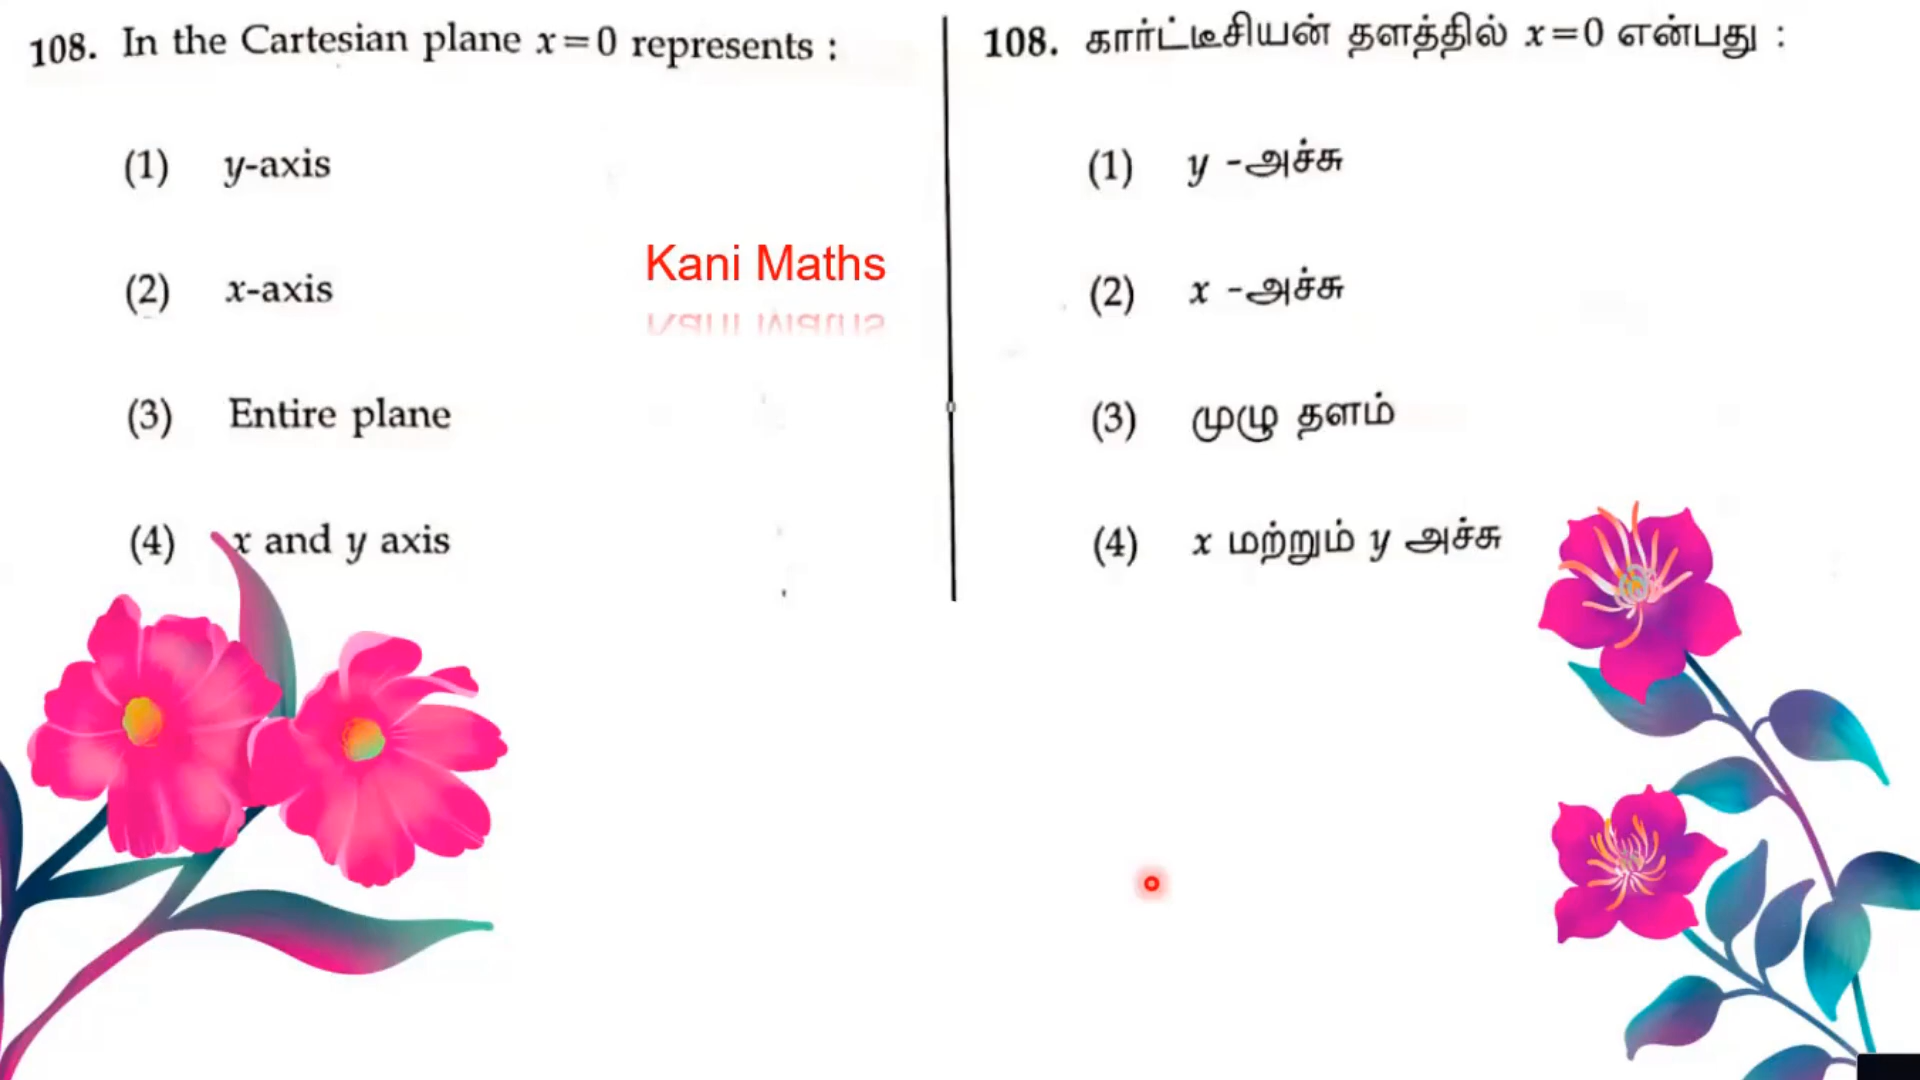 108. In the Cartesian plane x=0 represents :
(1) y-axis
(2) x-axis
(3) Entire plane
(4) x and y axis
Kani Maths
108. கார்ட்டீசியன் தளத்தில் x=0 என்பது :
(1) y -அச்சு
(2) x -அச்சு
(3) முழு தளம்
(4) x மற்றும் y அச்சு